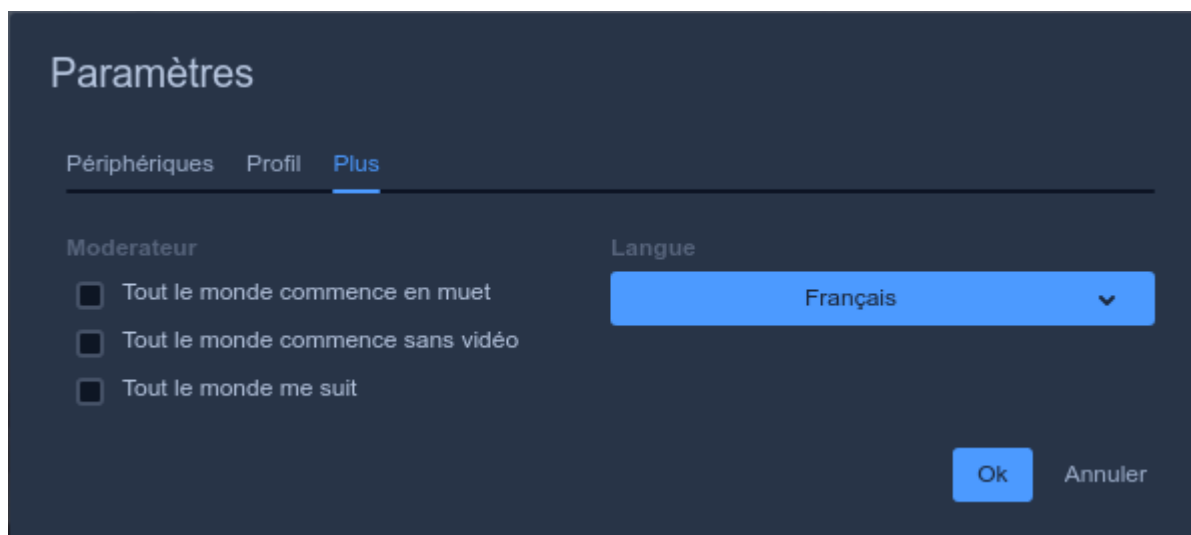 Paramètres
Périphériques Profil Plus
Moderateur
Tout le monde commence en muet
Tout le monde commence sans vidéo
Tout le monde me suit
Langue
Français
Ok Annuler